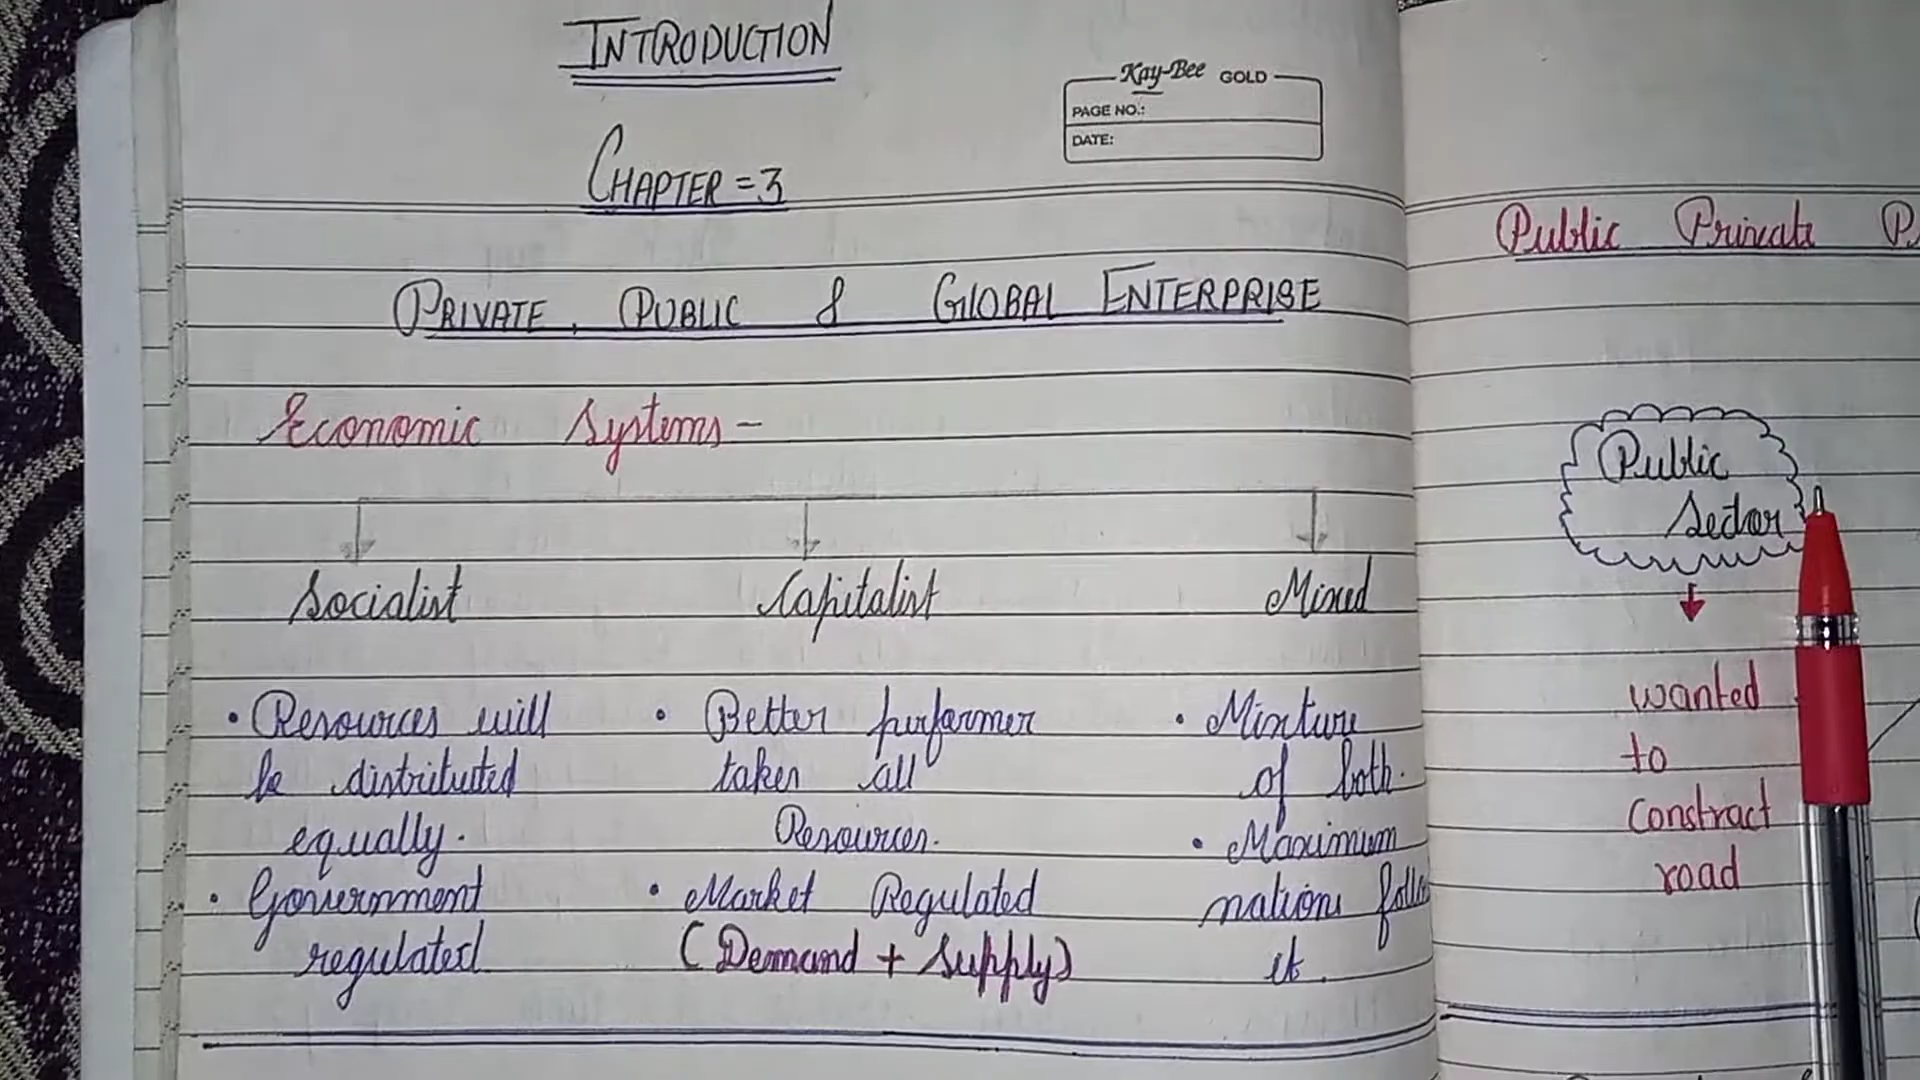 INTRODUCTION
Kay-Bee GOLD
PAGE NO.:
DATE:
CHAPTER = 3
PRIVATE, PUBLIC & GLOBAL ENTERPRISE
Economic Systems -
Socialist Capitalist Mixed
• Resources will
be distributed
equally.
• Government
regulated
• Better performer
takes all
Resources.
• Market Regulated
(Demand + Supply)
• Mixture
of both.
• Maximum
nations follow
it.
Public Private
Public
Sector
wanted
to
Constract
road